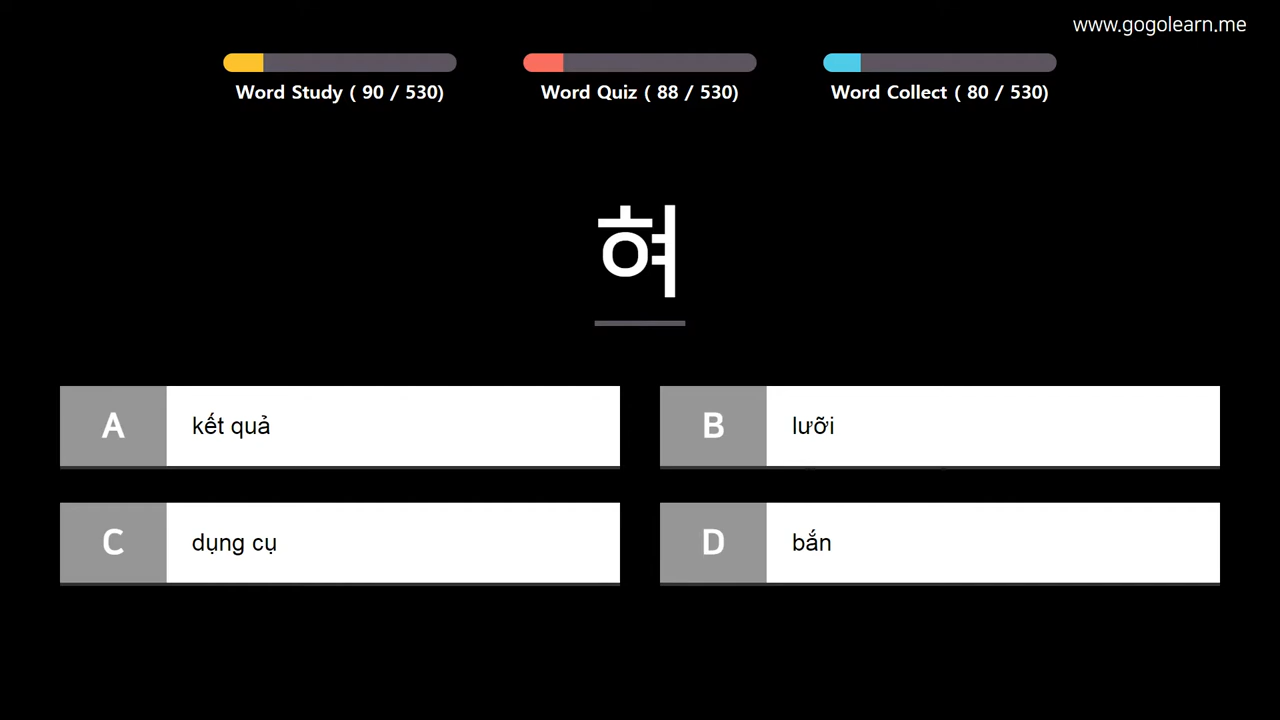 www.gogolearn.me
Word Study ( 90 / 530)
Word Quiz ( 88 / 530)
Word Collect ( 80 / 530)
혀
A kết quả
B lưỡi
C dụng cụ
D bắn